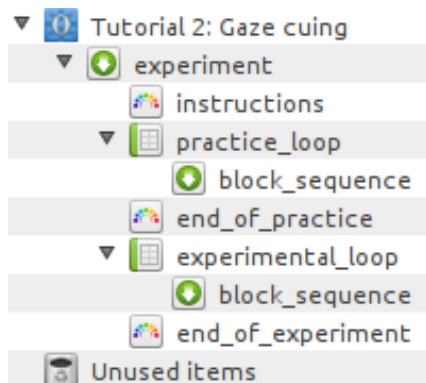 Tutorial 2: Gaze cuing
experiment
instructions
practice_loop
block_sequence
end_of_practice
experimental_loop
block_sequence
end_of_experiment
Unused items